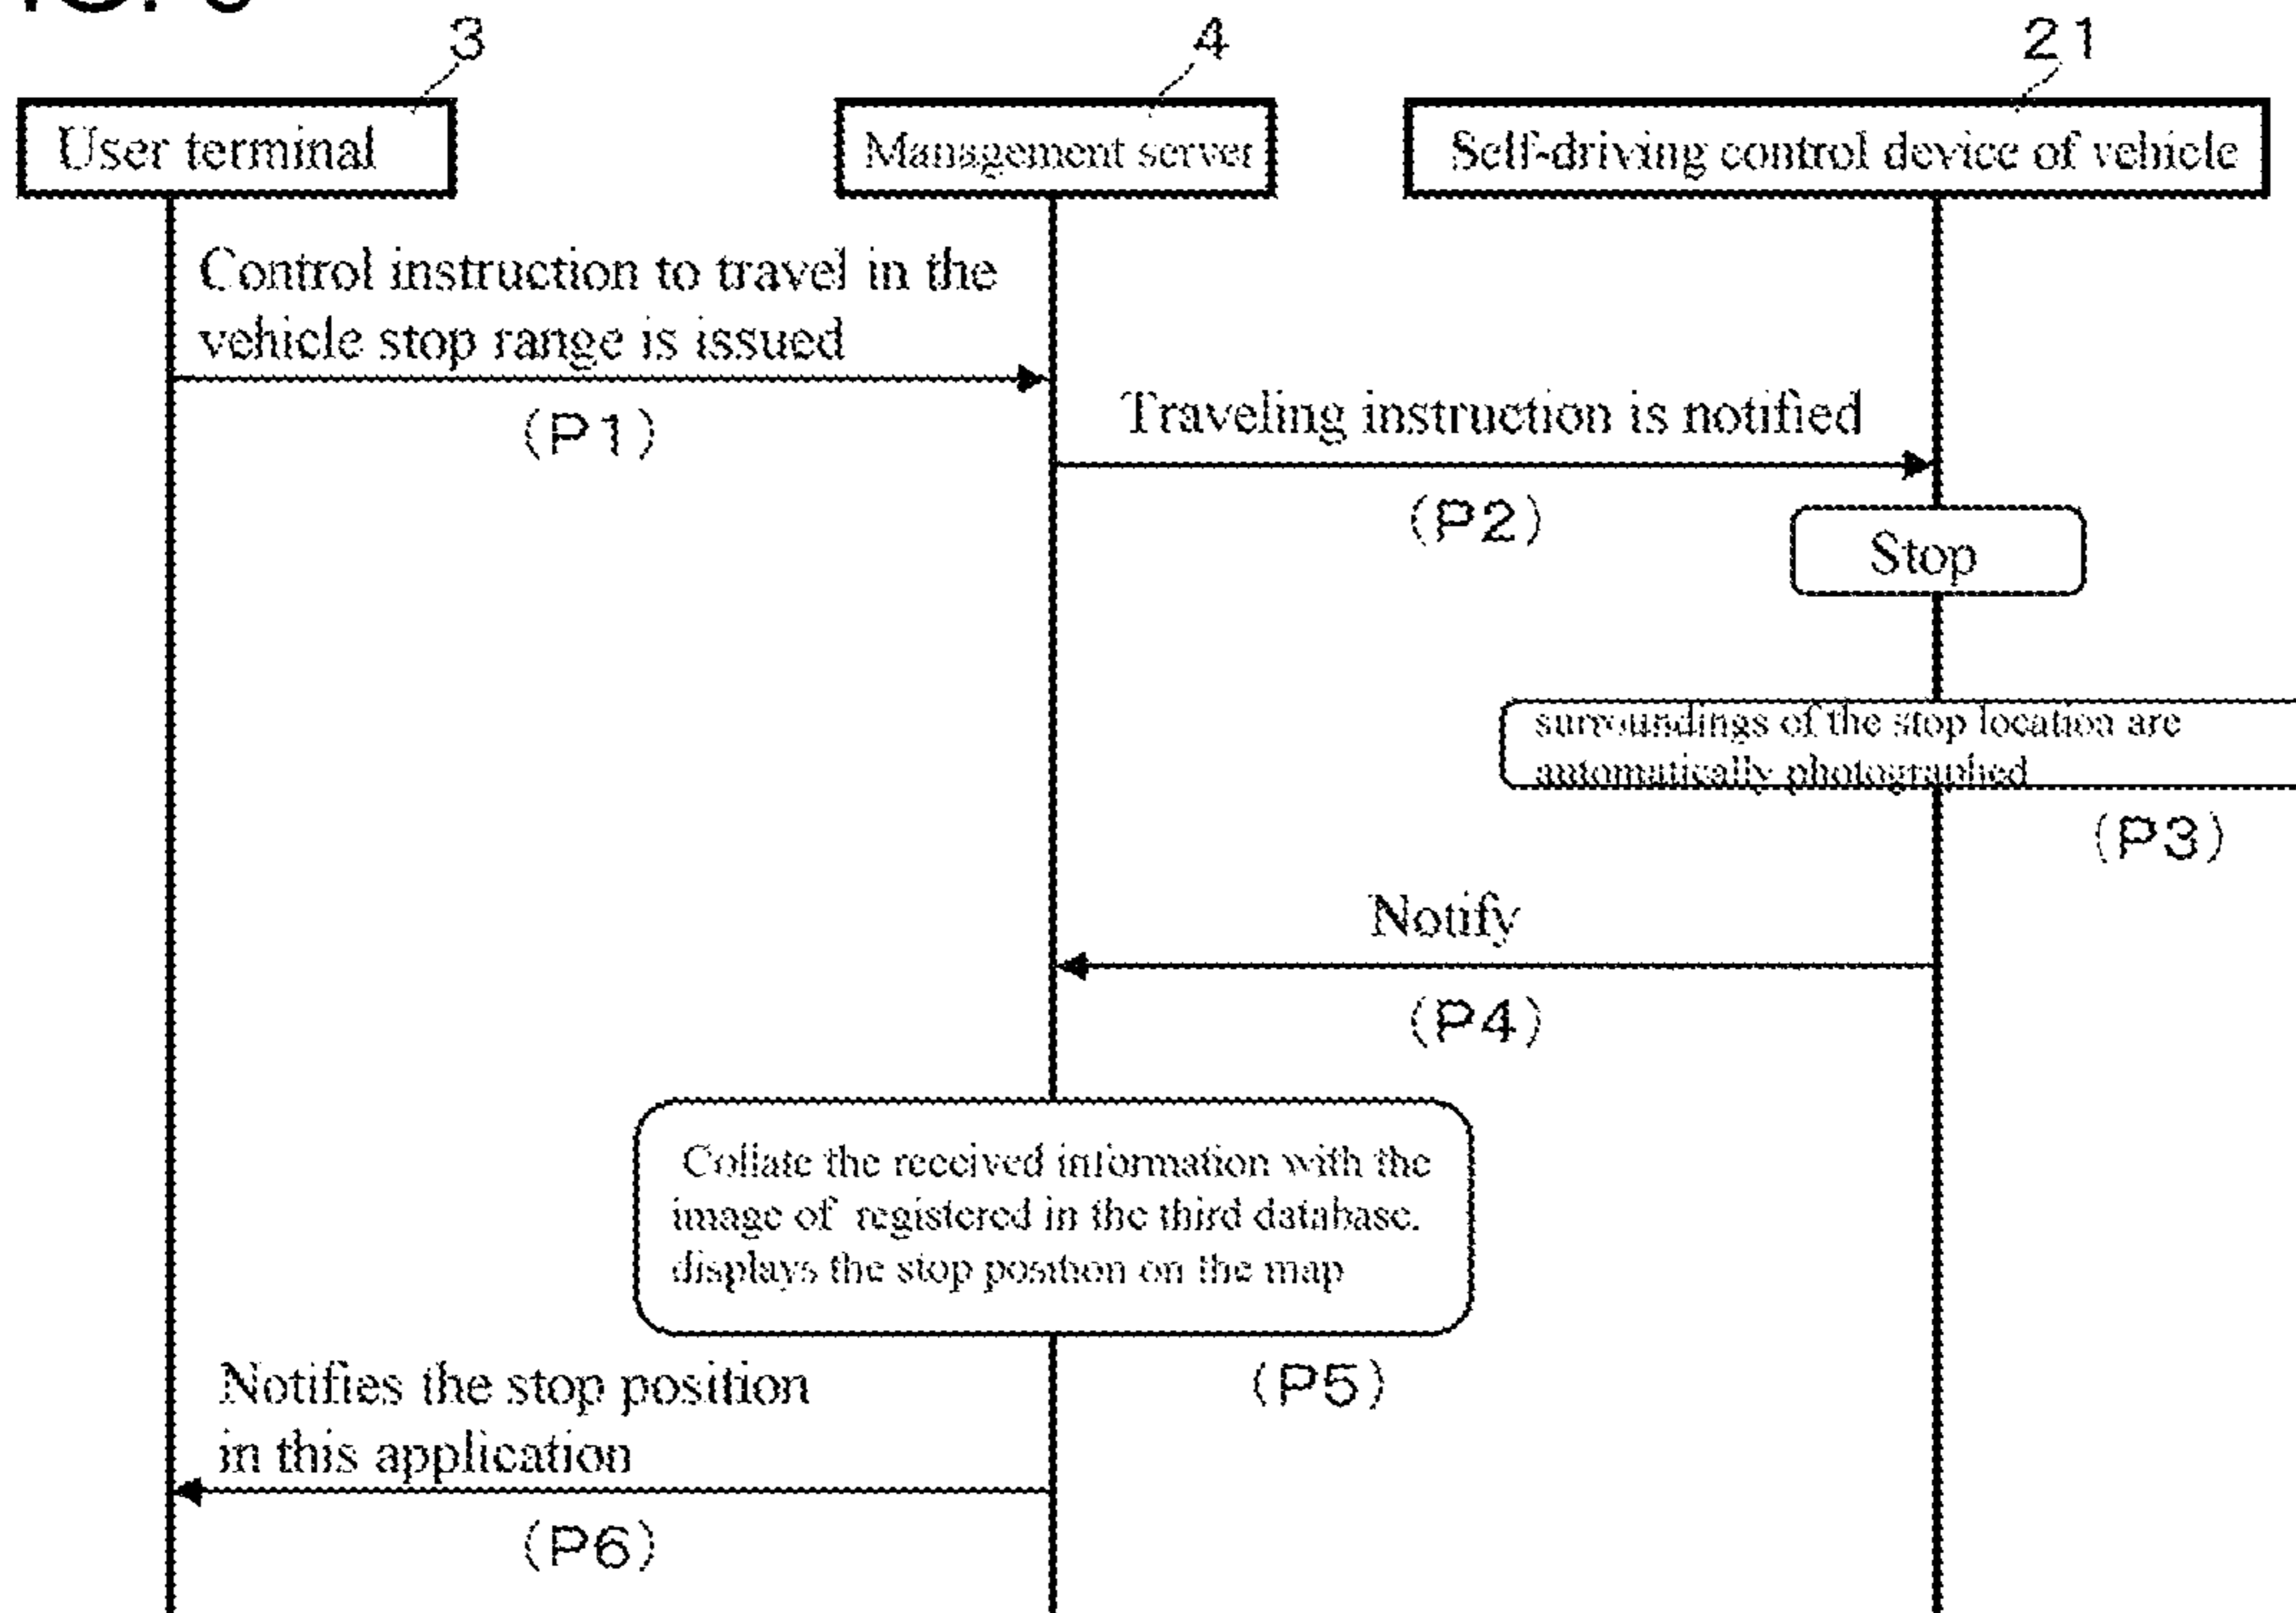 3
4
21
User terminal
Management server
Self-driving control device of vehicle
Control instruction to travel in the
vehicle stop range is issued
(P1)
Traveling instruction is notified
(P2)
Stop
surroundings of the stop location are
automatically photographed
(P3)
Notify
(P4)
Collate the received information with the
image of registered in the third database.
displays the stop position on the map
(P5)
Notifies the stop position
in this application
(P6)